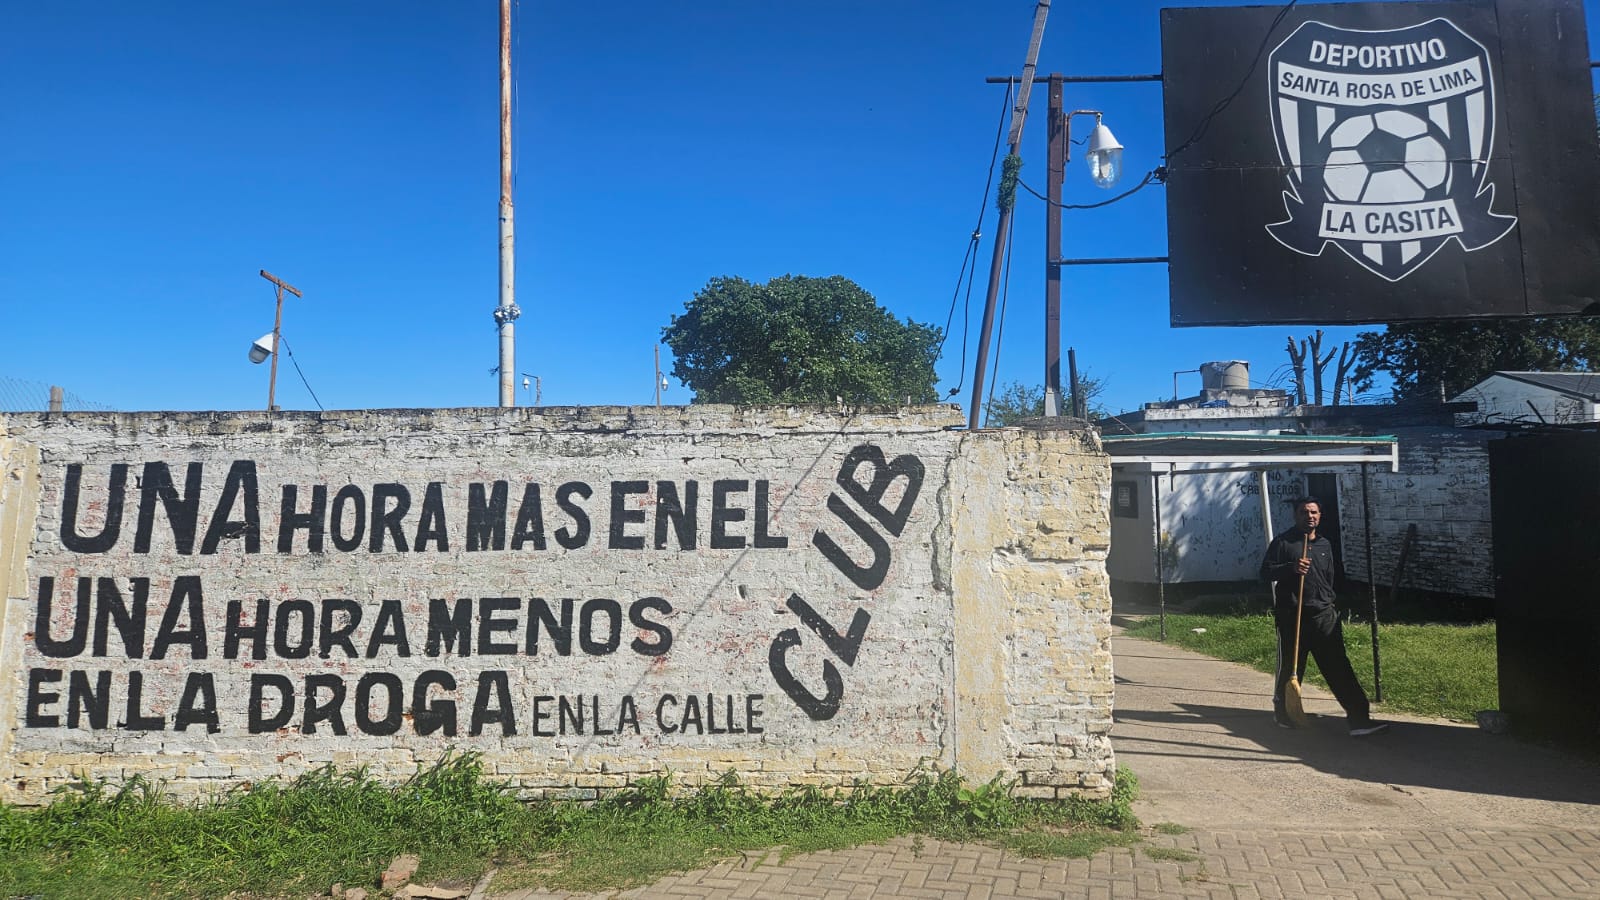 UNA HORA MAS EN EL CLUB
UNA HORA MENOS
EN LA DROGA EN LA CALLE
DEPORTIVO
SANTA ROSA DE LIMA
LA CASITA
CABALLEROS